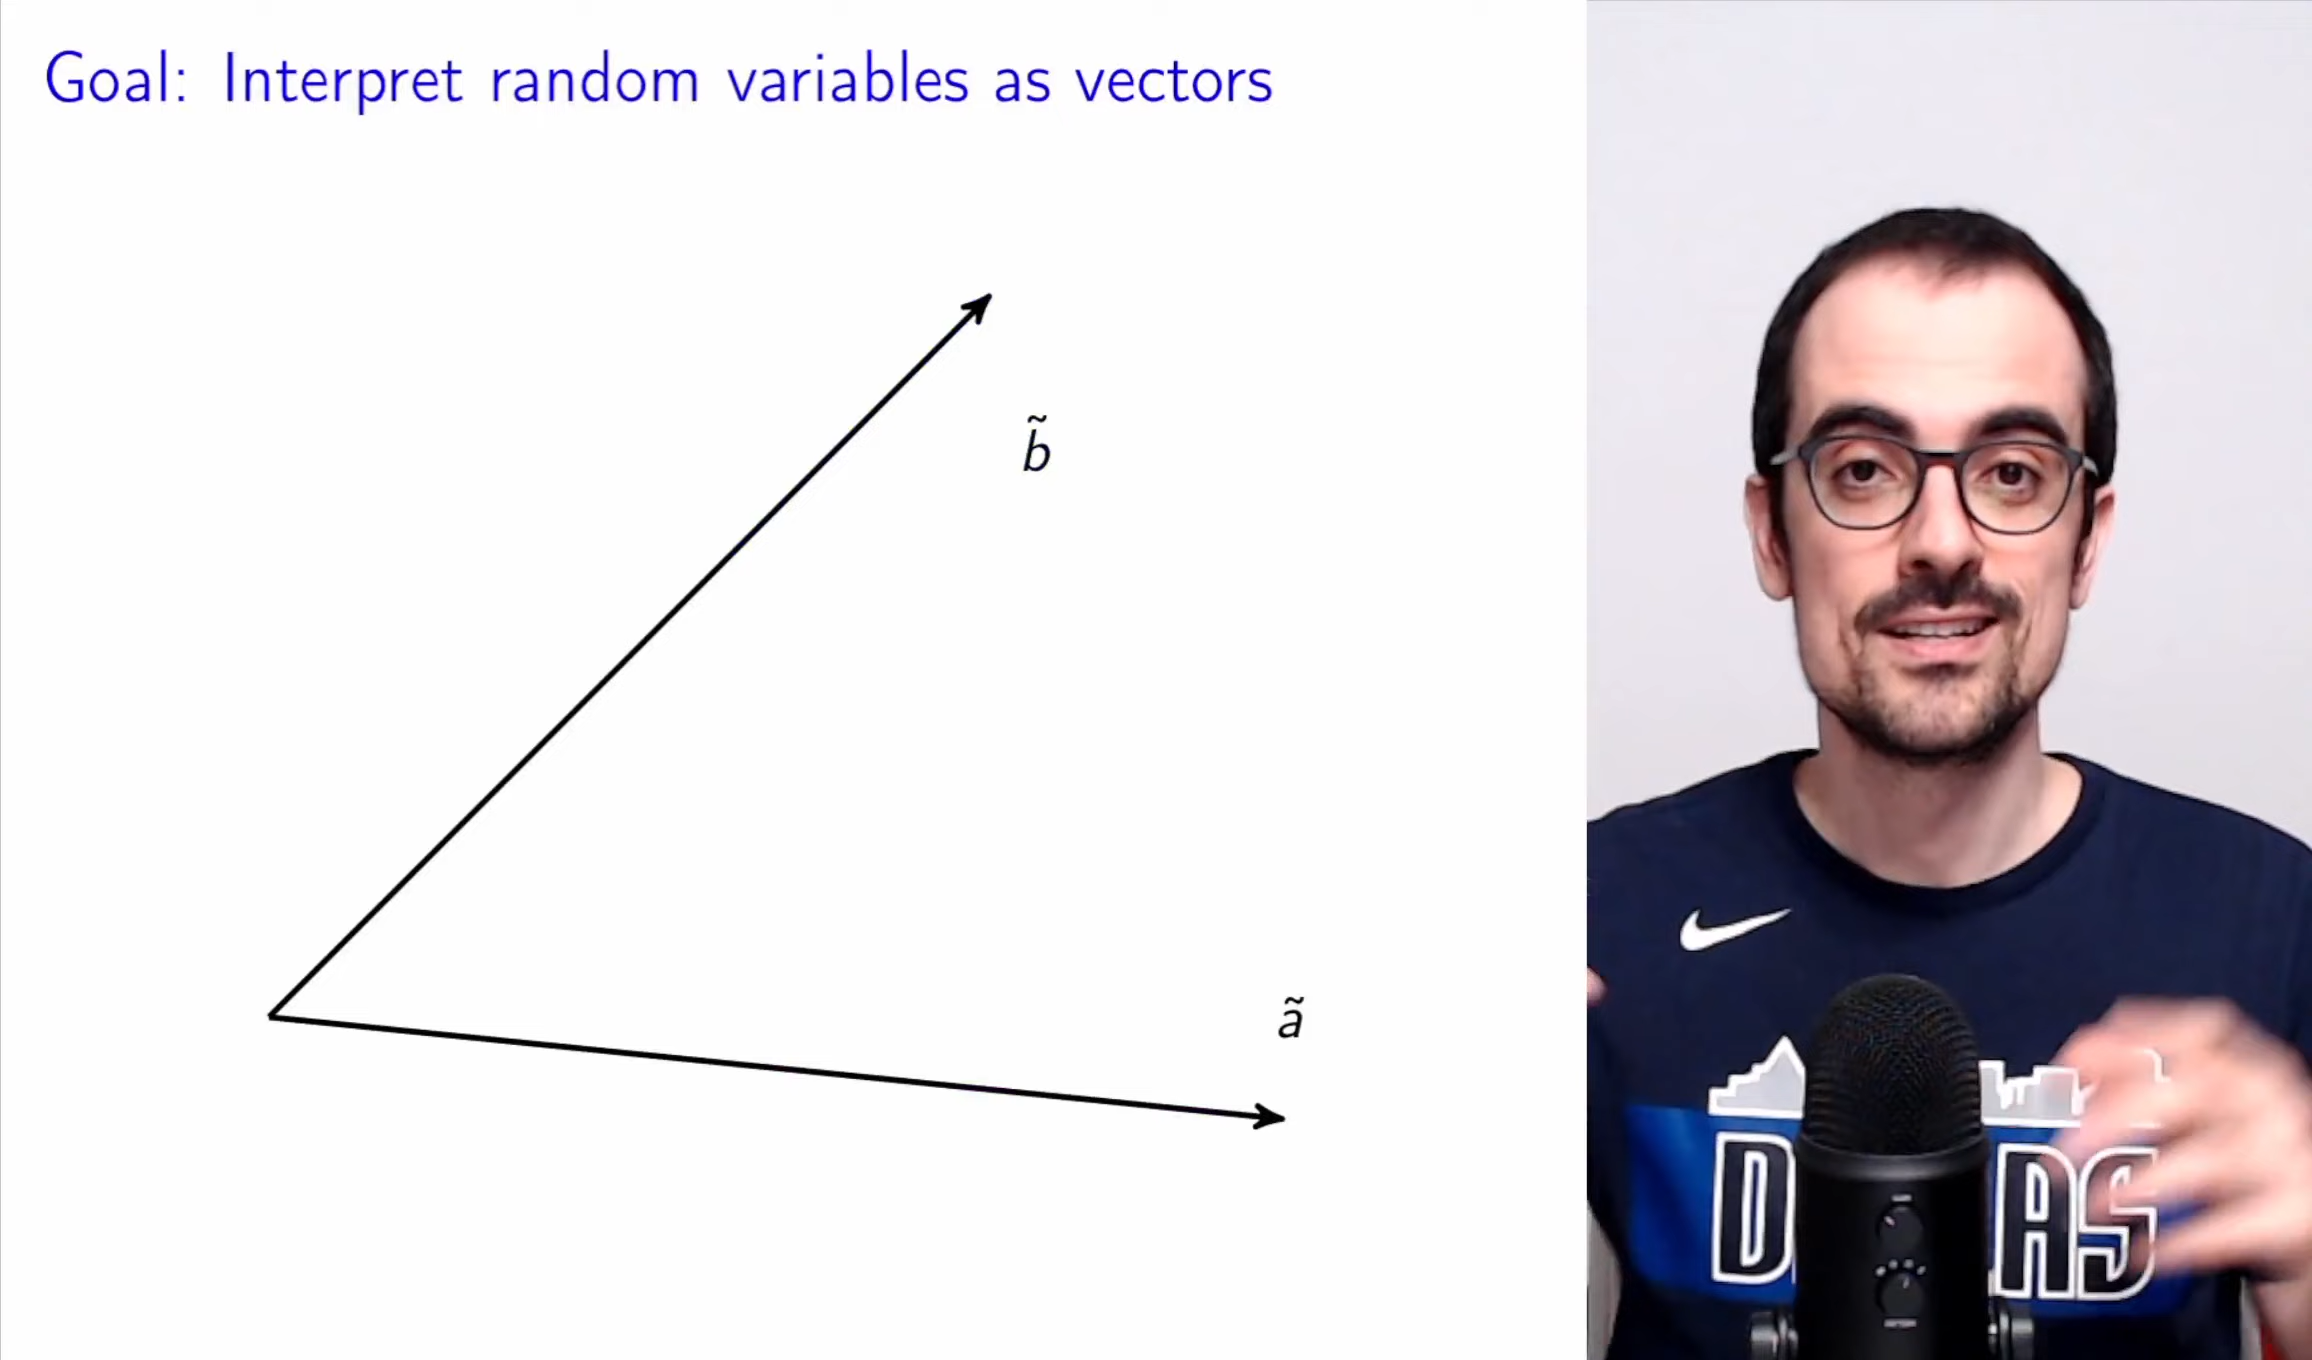 Goal: Interpret random variables as vectors
b̃
ã